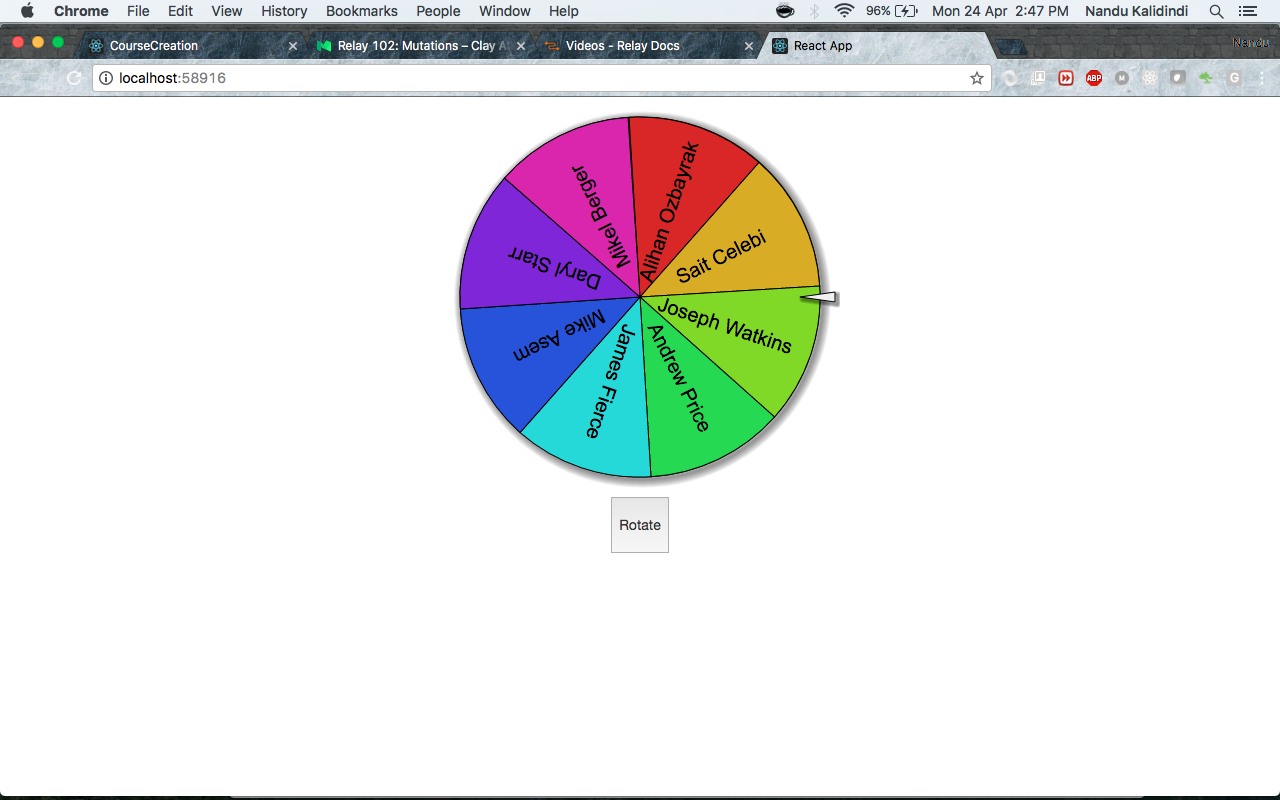 Chrome File Edit View History Bookmarks People Window Help 96% Mon 24 Apr 2:47 PM Nandu Kalidindi
CourseCreation Relay 102: Mutations – Clay A Videos - Relay Docs React App Nandu
localhost:58916 ABP M G
Alihan Ozbayrak
Sait Celebi
Joseph Watkins
Andrew Price
James Fierce
Mike Asem
Daryl Starr
Mikel Berger
Rotate